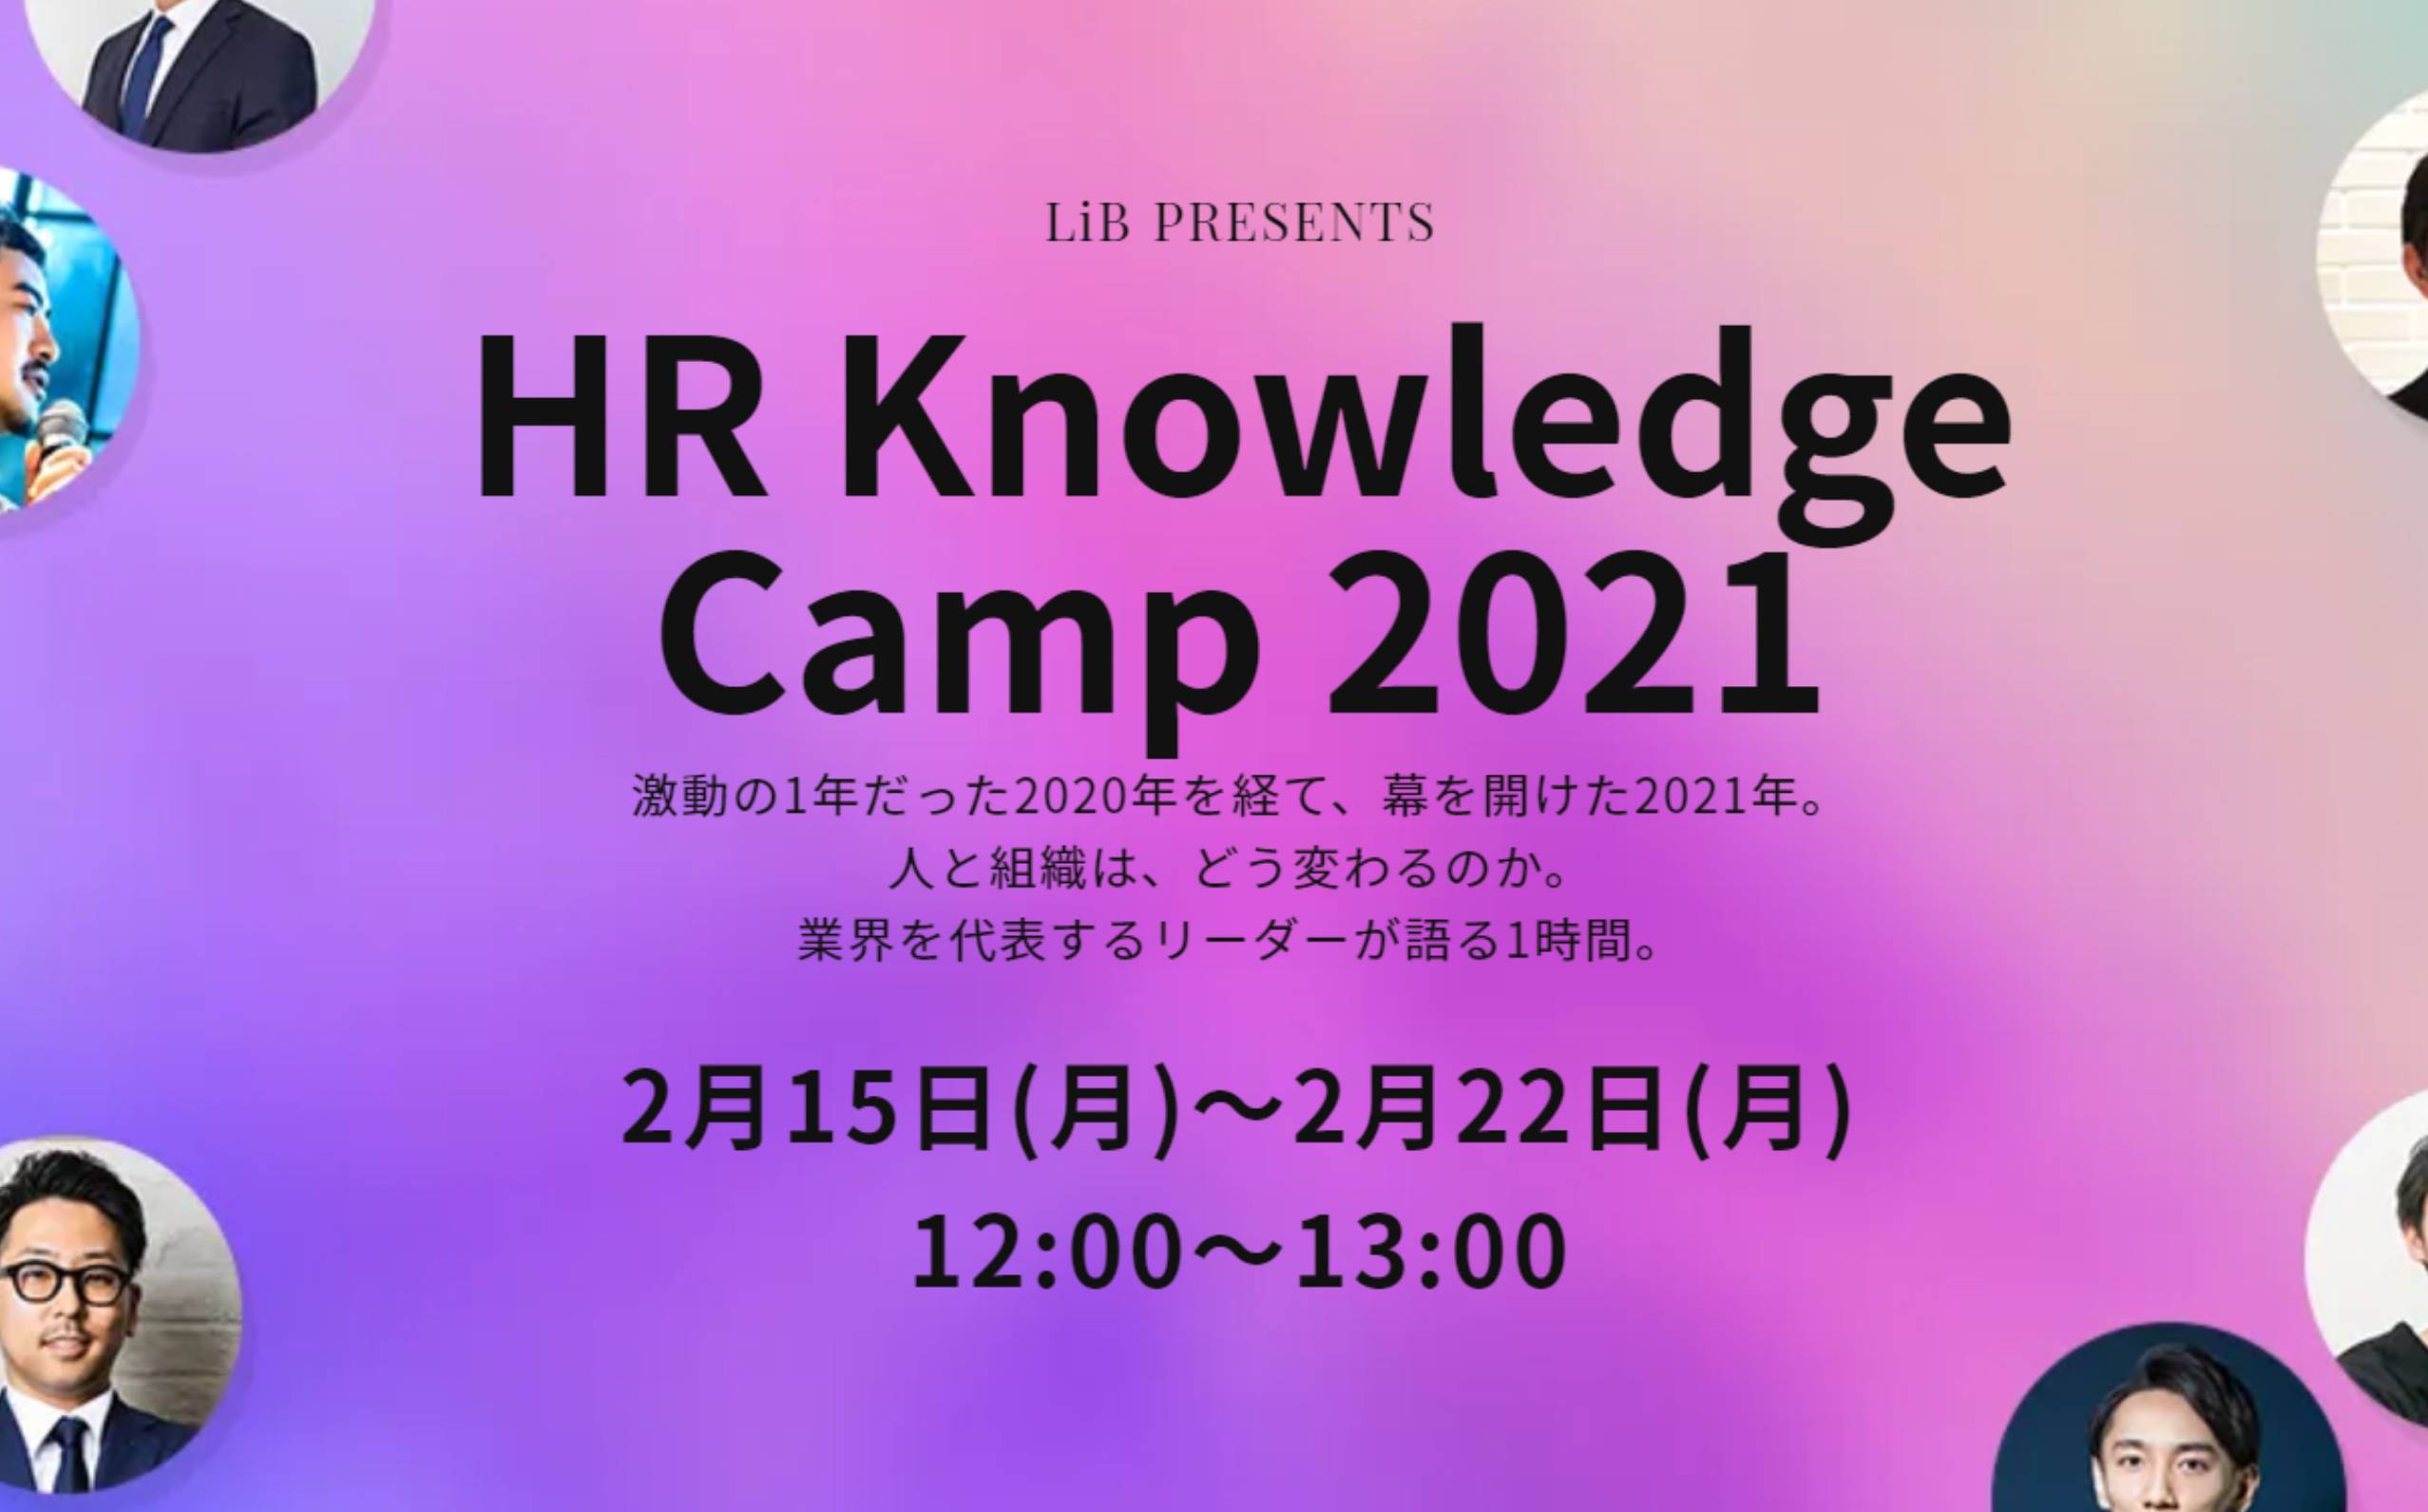 LiB PRESENTS
HR Knowledge
Camp 2021
激動の1年だった2020年を経て、幕を開けた2021年。
人と組織は、どう変わるのか。
業界を代表するリーダーが語る1時間。
2月15日(月)〜2月22日(月)
12:00〜13:00